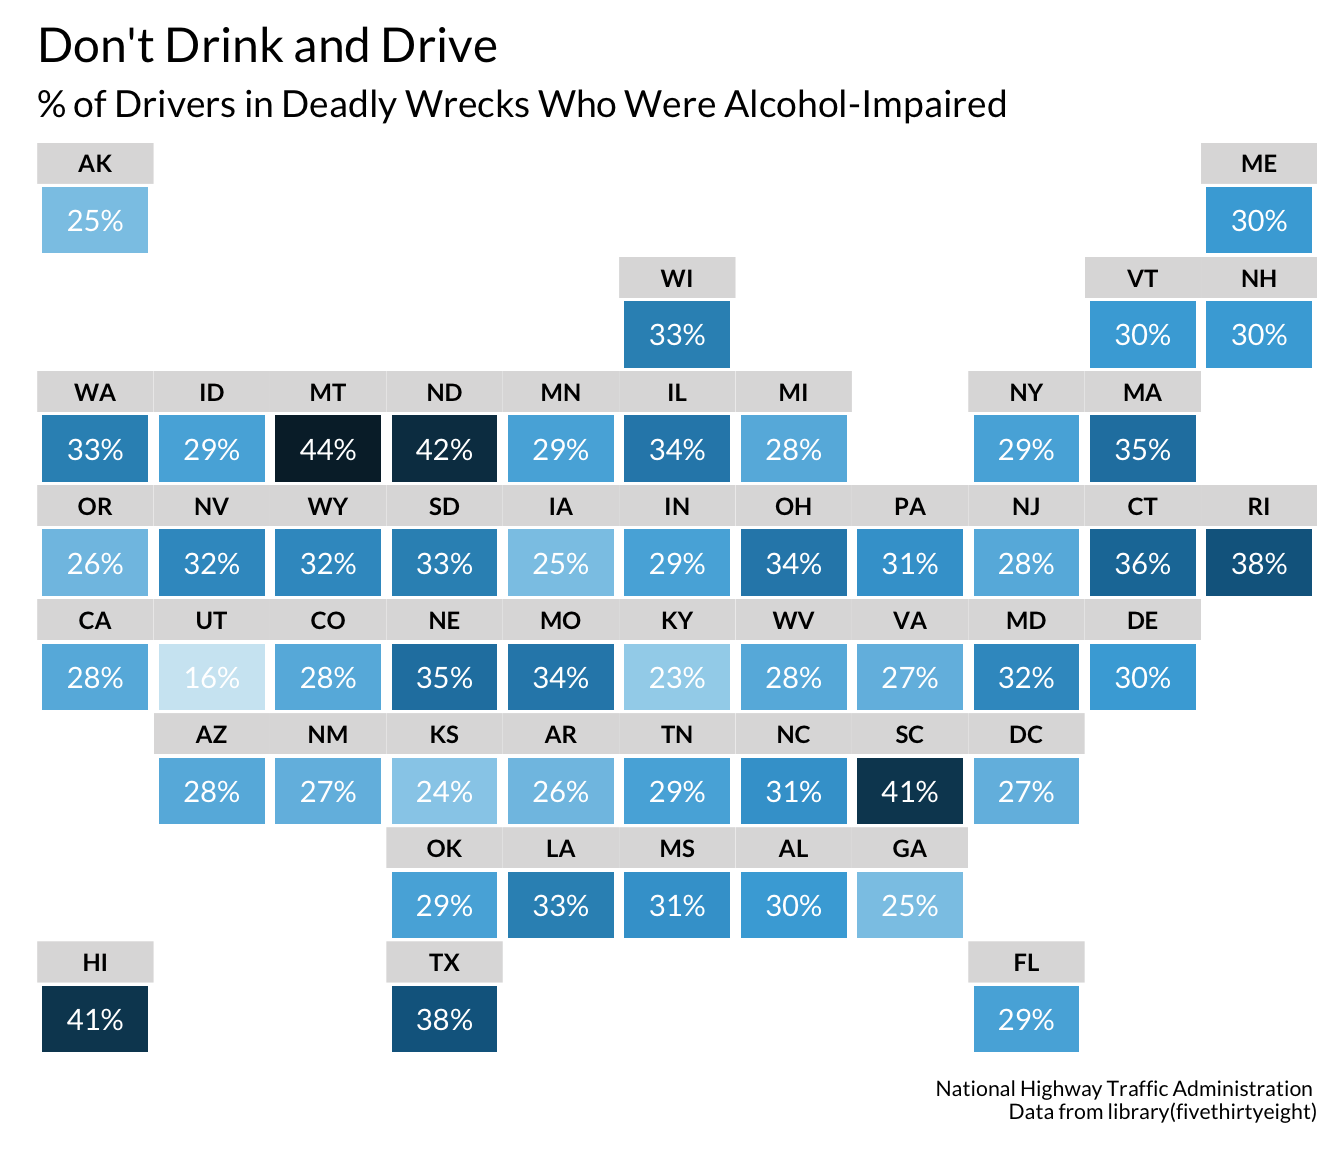 Don't Drink and Drive
% of Drivers in Deadly Wrecks Who Were Alcohol-Impaired
AK ME
25% 30%
WI VT NH
33% 30% 30%
WA ID MT ND MN IL MI NY MA
33% 29% 44% 42% 29% 34% 28% 29% 35%
OR NV WY SD IA IN OH PA NJ CT RI
26% 32% 32% 33% 25% 29% 34% 31% 28% 36% 38%
CA UT CO NE MO KY WV VA MD DE
28% 16% 28% 35% 34% 23% 28% 27% 32% 30%
AZ NM KS AR TN NC SC DC
28% 27% 24% 26% 29% 31% 41% 27%
OK LA MS AL GA
29% 33% 31% 30% 25%
HI TX FL
41% 38% 29%
National Highway Traffic Administration
Data from library(fivethirtyeight)